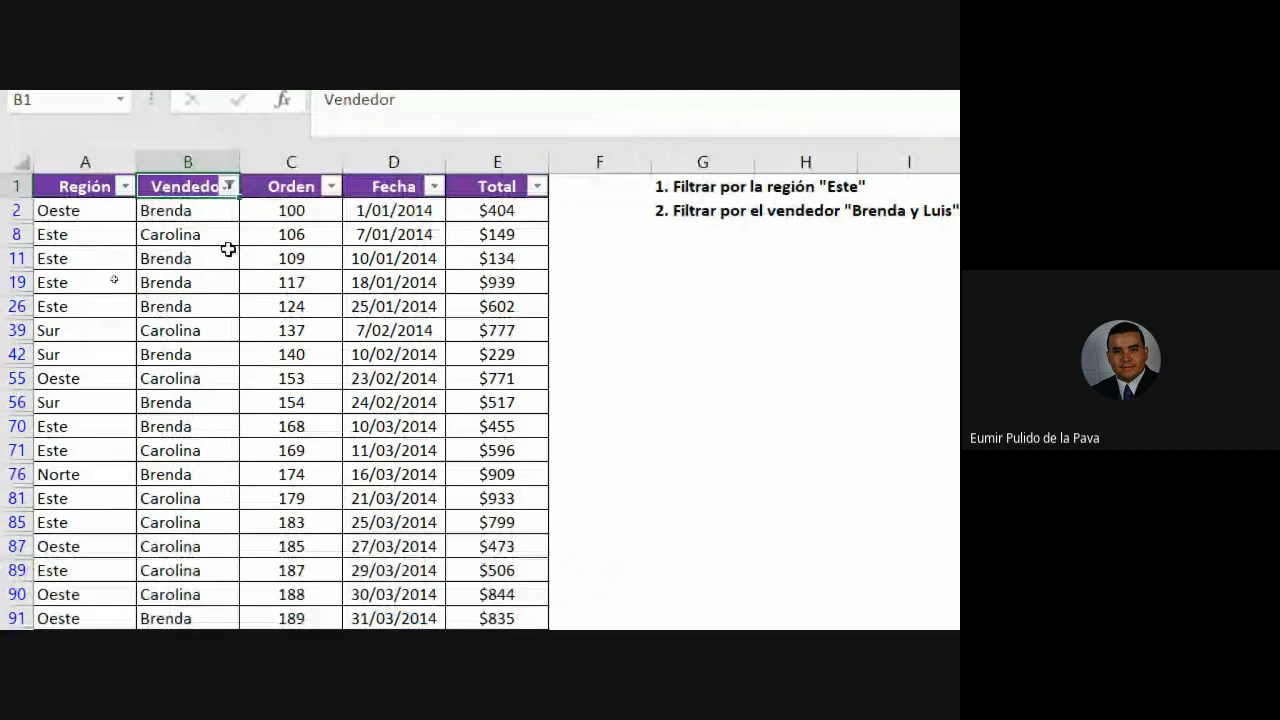 B1 fx Vendedor
A B C D E F G H I
1 Región Vendedo Orden Fecha Total 1. Filtrar por la región "Este"
2 Oeste Brenda 100 1/01/2014 $404 2. Filtrar por el vendedor "Brenda y Luis"
8 Este Carolina 106 7/01/2014 $149
11 Este Brenda 109 10/01/2014 $134
19 Este Brenda 117 18/01/2014 $939
26 Este Brenda 124 25/01/2014 $602
39 Sur Carolina 137 7/02/2014 $777
42 Sur Brenda 140 10/02/2014 $229
55 Oeste Carolina 153 23/02/2014 $771
56 Sur Brenda 154 24/02/2014 $517
70 Este Brenda 168 10/03/2014 $455
71 Este Carolina 169 11/03/2014 $596
76 Norte Brenda 174 16/03/2014 $909
81 Este Carolina 179 21/03/2014 $933
85 Este Carolina 183 25/03/2014 $799
87 Oeste Carolina 185 27/03/2014 $473
89 Este Carolina 187 29/03/2014 $506
90 Oeste Carolina 188 30/03/2014 $844
91 Oeste Brenda 189 31/03/2014 $835
Eumir Pulido de la Pava